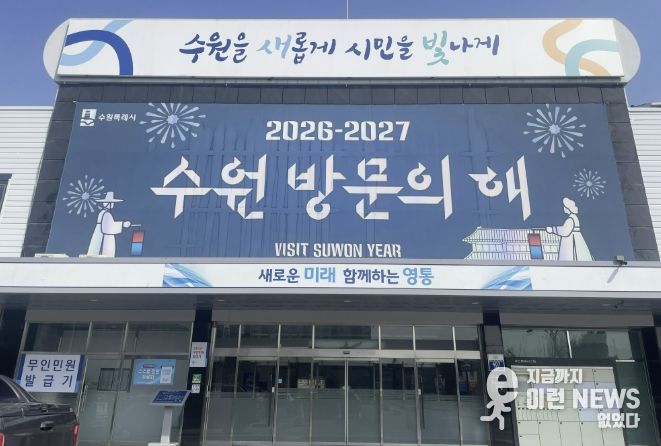 수원을 새롭게 시민을 빛나게
수원특례시
2026-2027
수원 방문의 해
VISIT SUWON YEAR
새로운 미래 함께하는 영통
무인민원
발급기
지금까지
이런 NEWS
없었다